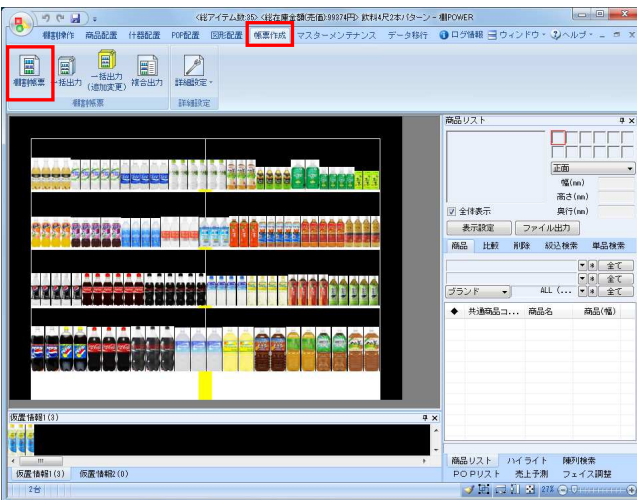 <総アイテム数:35> <総在庫金額(売価):99374円> 飲料4尺2本パターン - 棚POWER
棚割操作 商品配置 什器配置 POP配置 図形配置 帳票作成 マスターメンテナンス データ移行 ログ情報 ウィンドウ ヘルプ
棚割帳票 一括出力 一括出力(追加変更) 複合出力 詳細設定
棚割帳票 詳細設定
商品リスト
正面
幅(mm)
高さ(mm)
全体表示 奥行(mm)
表示設定 ファイル出力
商品 比較 削除 絞込検索 単品検索
* 全て
* 全て
ブランド ALL (... * 全て
◆ 共通商品コ... 商品名 商品(幅)
仮置情報1(3)
仮置情報1(3) 仮置情報2(0)
商品リスト ハイライト 陳列検索
POPリスト 売上予測 フェイス調整
2台 27%